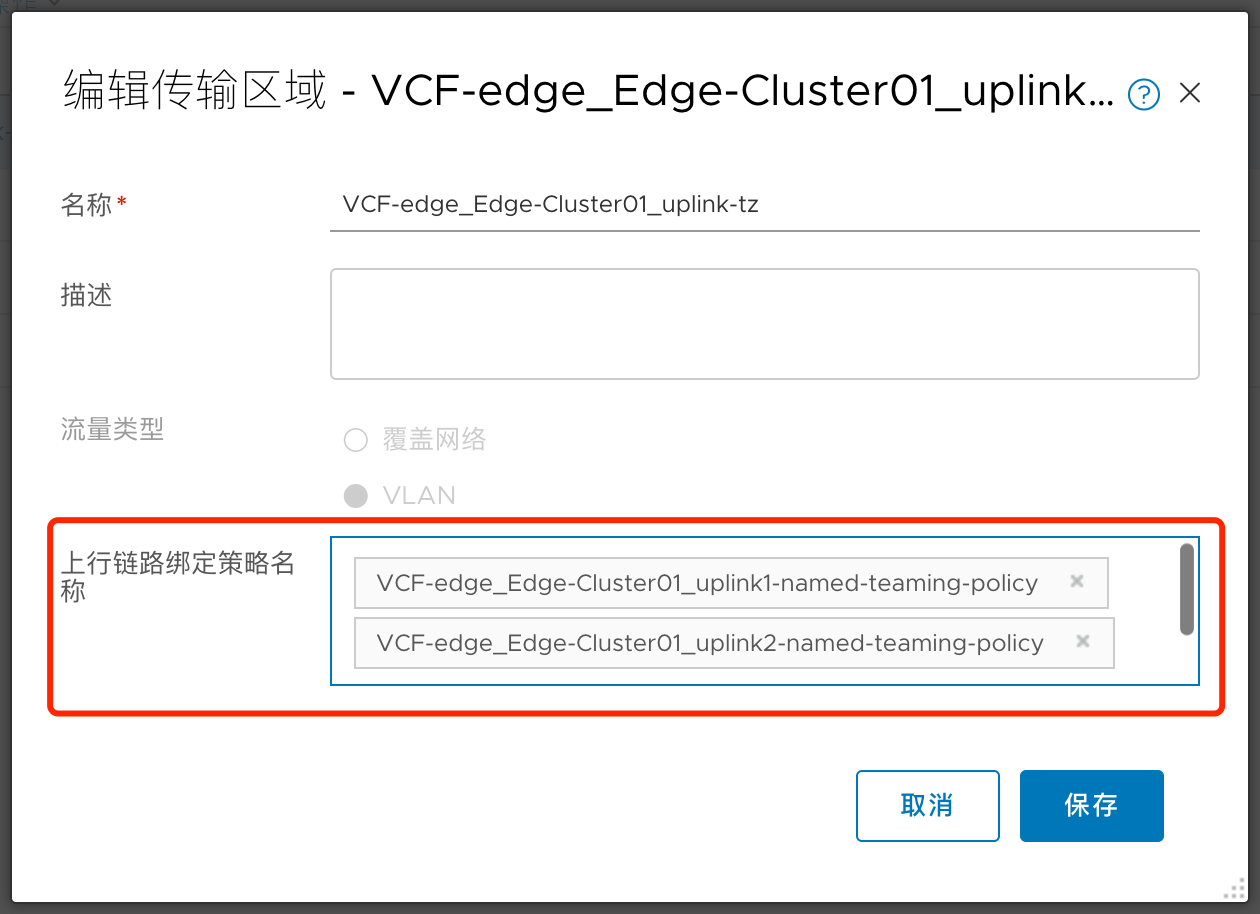 编辑传输区域 - VCF-edge_Edge-Cluster01_uplink...
名称*
VCF-edge_Edge-Cluster01_uplink-tz
描述
流量类型
覆盖网络
VLAN
上行链路绑定策略名
称
VCF-edge_Edge-Cluster01_uplink1-named-teaming-policy
VCF-edge_Edge-Cluster01_uplink2-named-teaming-policy
取消
保存